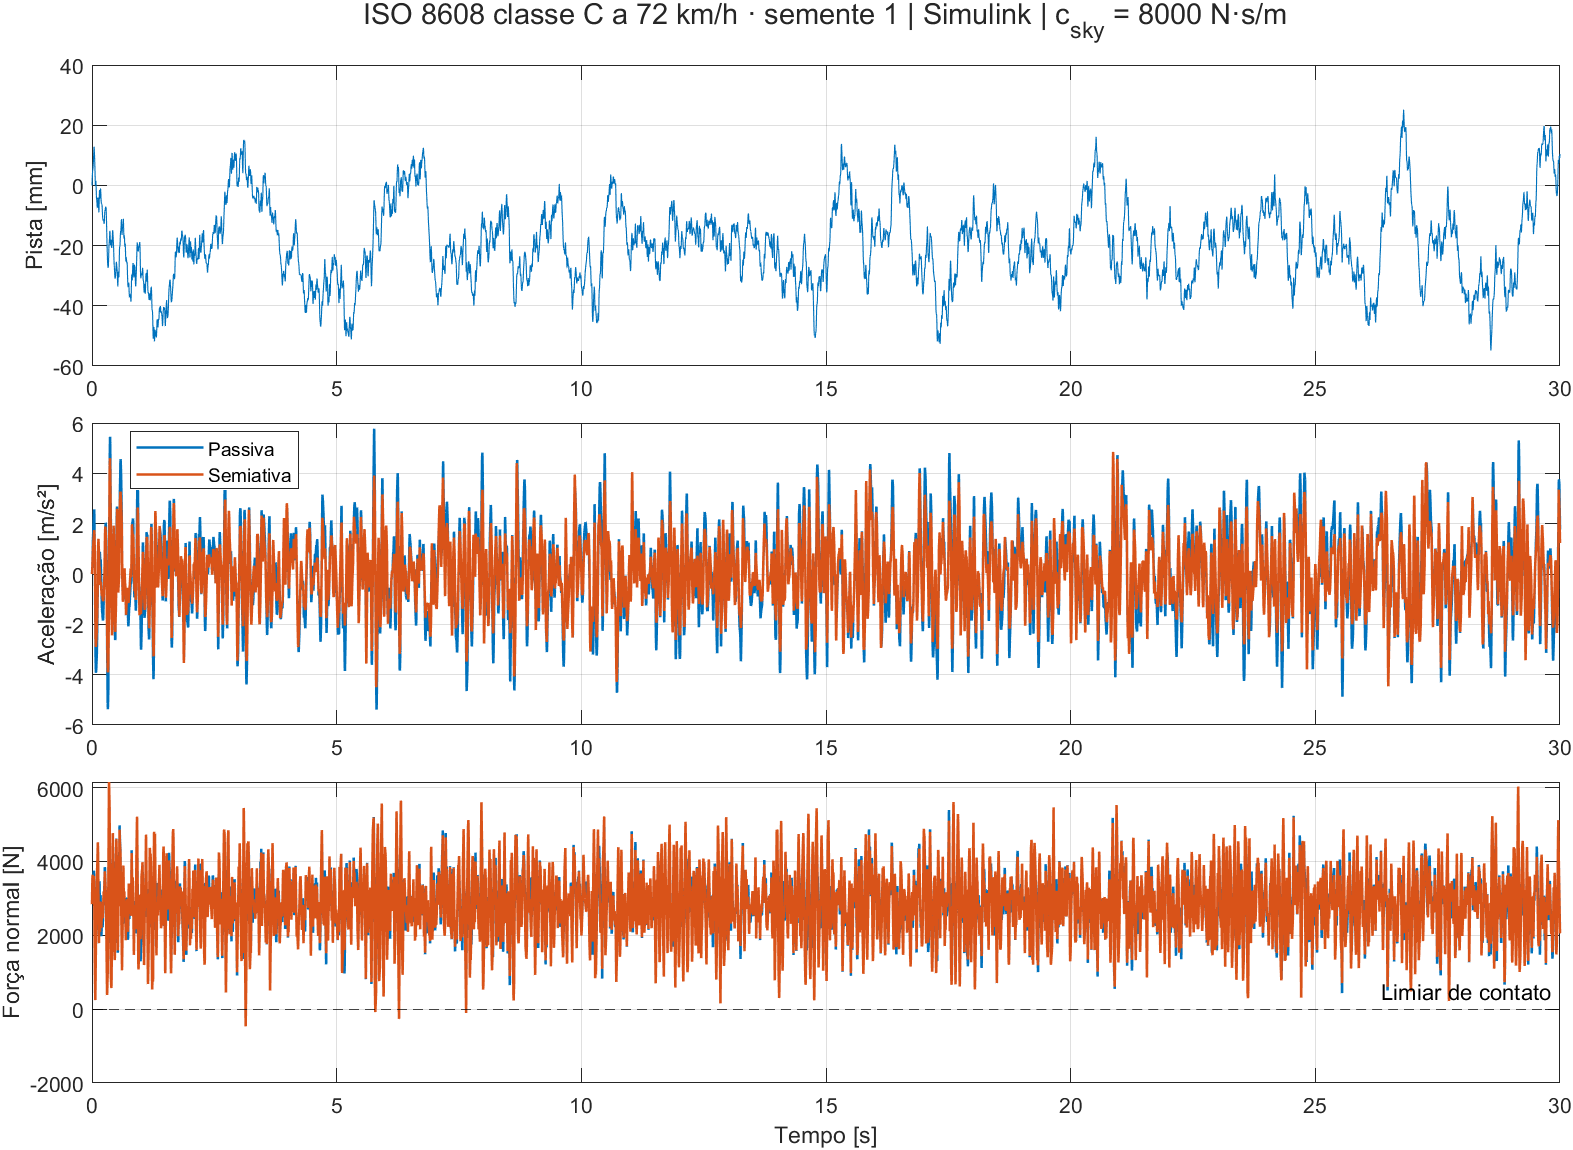 ISO 8608 classe C a 72 km/h · semente 1 | Simulink | c_sky = 8000 N·s/m
Pista [mm]
40
20
0
-20
-40
-60
0 5 10 15 20 25 30
Aceleração [m/s²]
6
4
2
0
-2
-4
-6
Passiva
Semiativa
0 5 10 15 20 25 30
Força normal [N]
6000
4000
2000
0
-2000
Limiar de contato
0 5 10 15 20 25 30
Tempo [s]